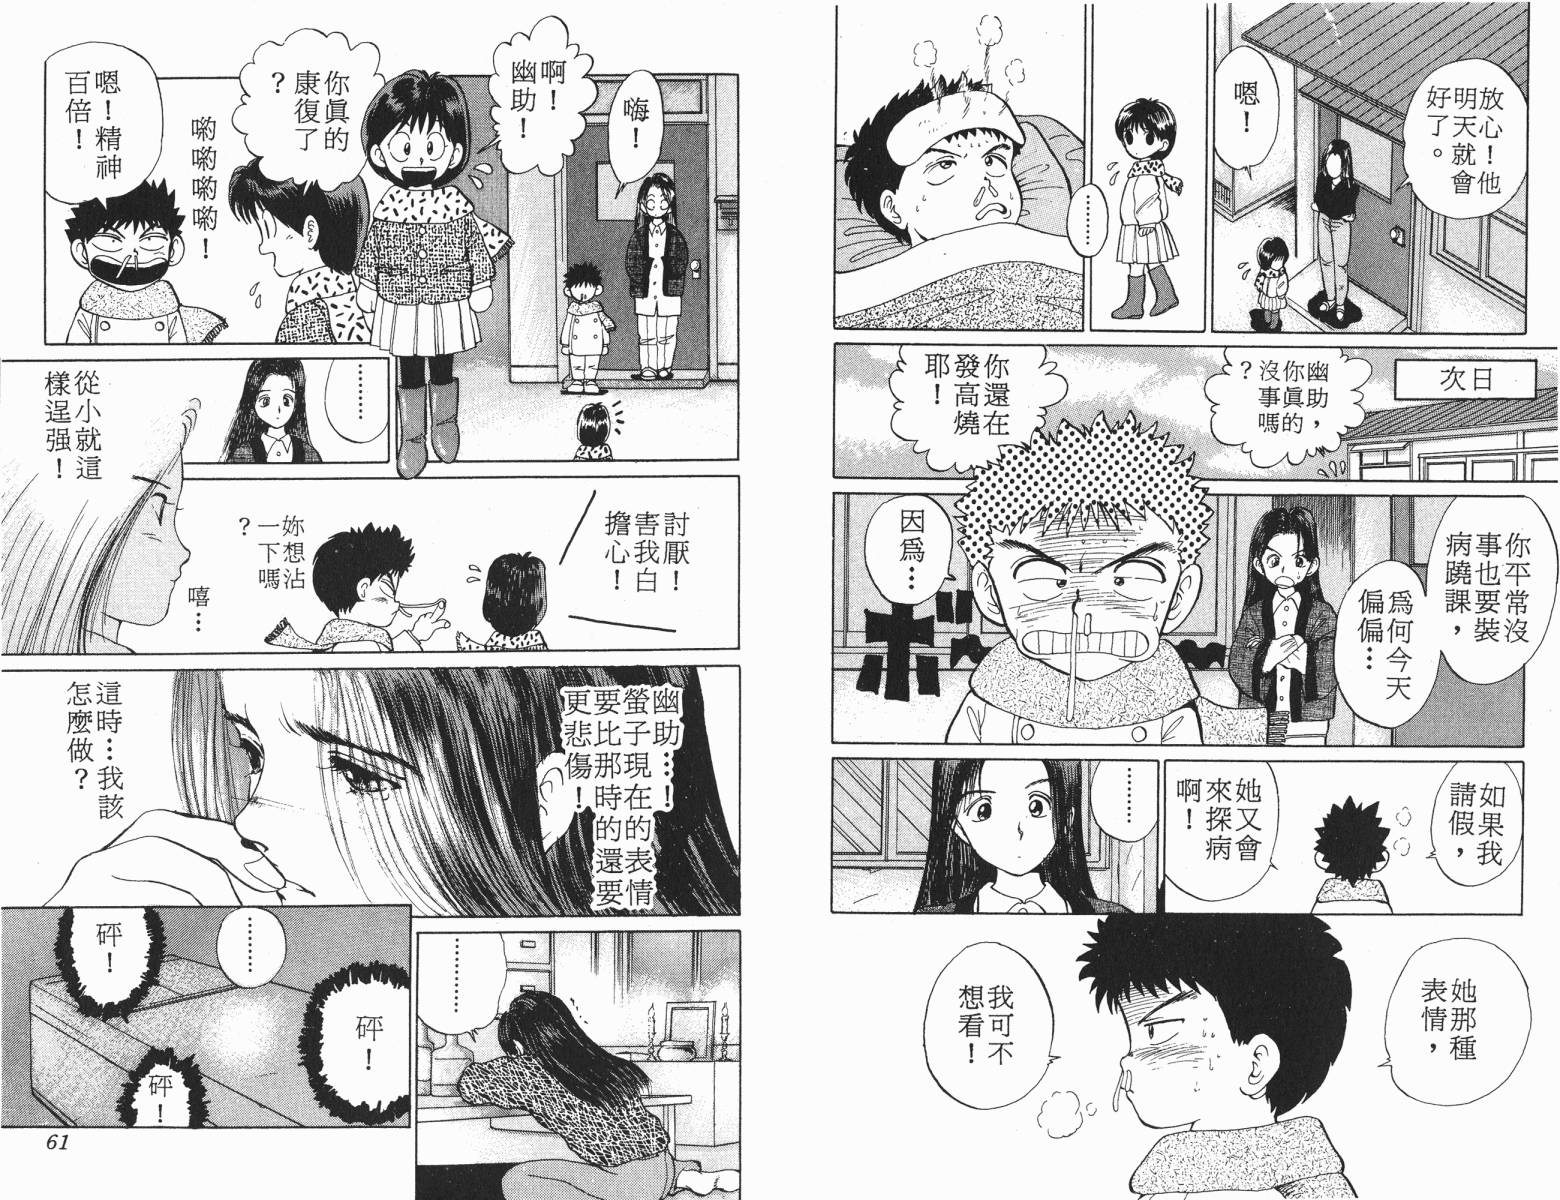 放心！他
明天就會
好了。
嗯！
………
次日
幽助，
你眞的
沒事嗎
？
你還在
發高燒
耶！
你平常沒
事也要裝
病蹺課，
爲何今天
偏偏…
因爲…
如果我
請假，
她又會
來探病
啊！
………
她那種
表情，
我可不
想看！
嗨！
啊！
幽助！
你眞的
康復了
？
喲喲喲喲！
嗯！精神
百倍！
………
從小就這
樣逞强！
討厭！
害我白
擔心！
妳想沾
一下嗎
？
嘻…
幽助…！
螢子現在的表情
要比那時的還要
更悲傷！
這時…我該
怎麼做？
………
砰！
………
砰！
砰！
61